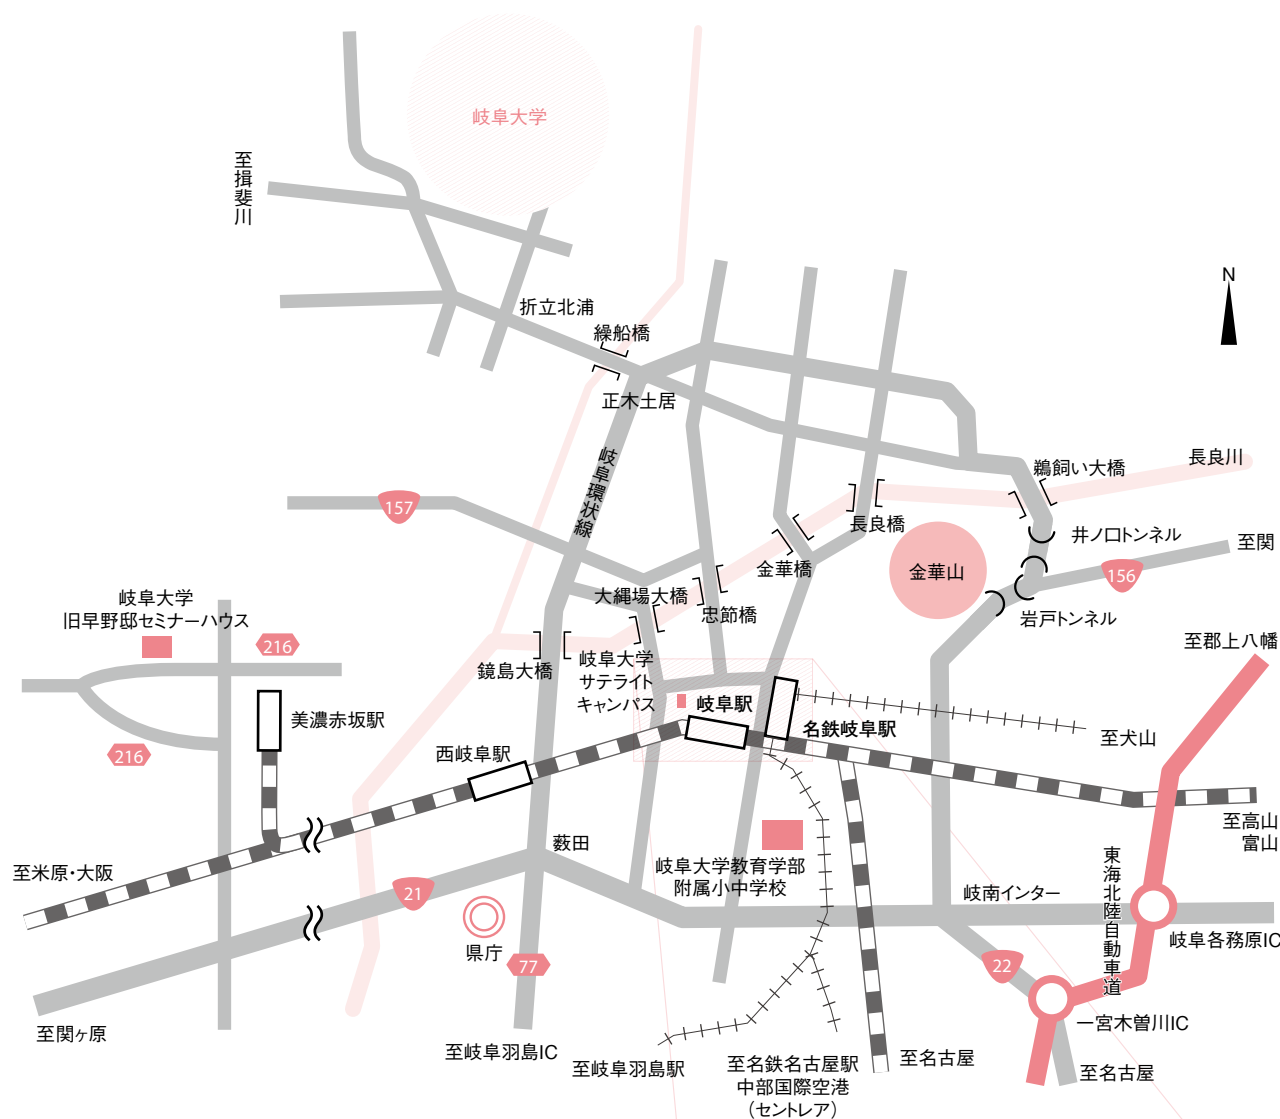 岐阜大学
至揖斐川
N
折立北浦
繰船橋
正木土居
岐阜環状線
鵜飼い大橋
長良川
157
長良橋
井ノ口トンネル
至関
金華橋
金華山
156
岐阜大学
旧早野邸セミナーハウス
大縄場大橋
忠節橋
岩戸トンネル
216
至郡上八幡
鏡島大橋
岐阜大学
サテライト
キャンパス
岐阜駅
美濃赤坂駅
名鉄岐阜駅
至犬山
216
西岐阜駅
至高山
富山
薮田
至米原・大阪
岐阜大学教育学部
附属小中学校
東海北陸自動車道
21
岐南インター
岐阜各務原IC
県庁
77
22
一宮木曽川IC
至関ヶ原
至岐阜羽島IC
至岐阜羽島駅
至名鉄名古屋駅
中部国際空港
（セントレア）
至名古屋
至名古屋